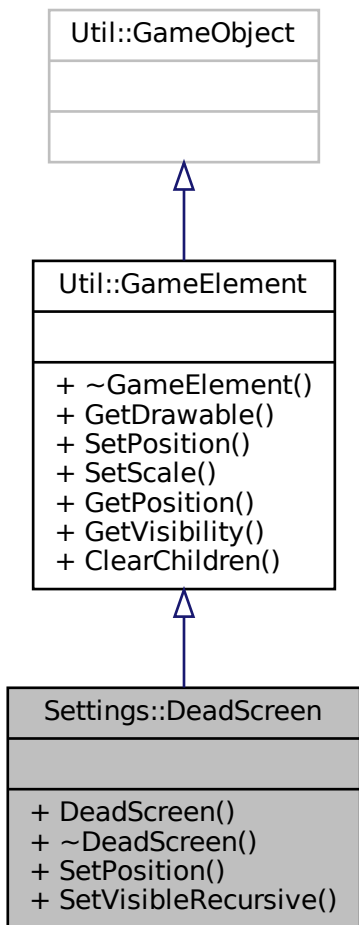 Util::GameObject
Util::GameElement
+ ~GameElement()
+ GetDrawable()
+ SetPosition()
+ SetScale()
+ GetPosition()
+ GetVisibility()
+ ClearChildren()
Settings::DeadScreen
+ DeadScreen()
+ ~DeadScreen()
+ SetPosition()
+ SetVisibleRecursive()